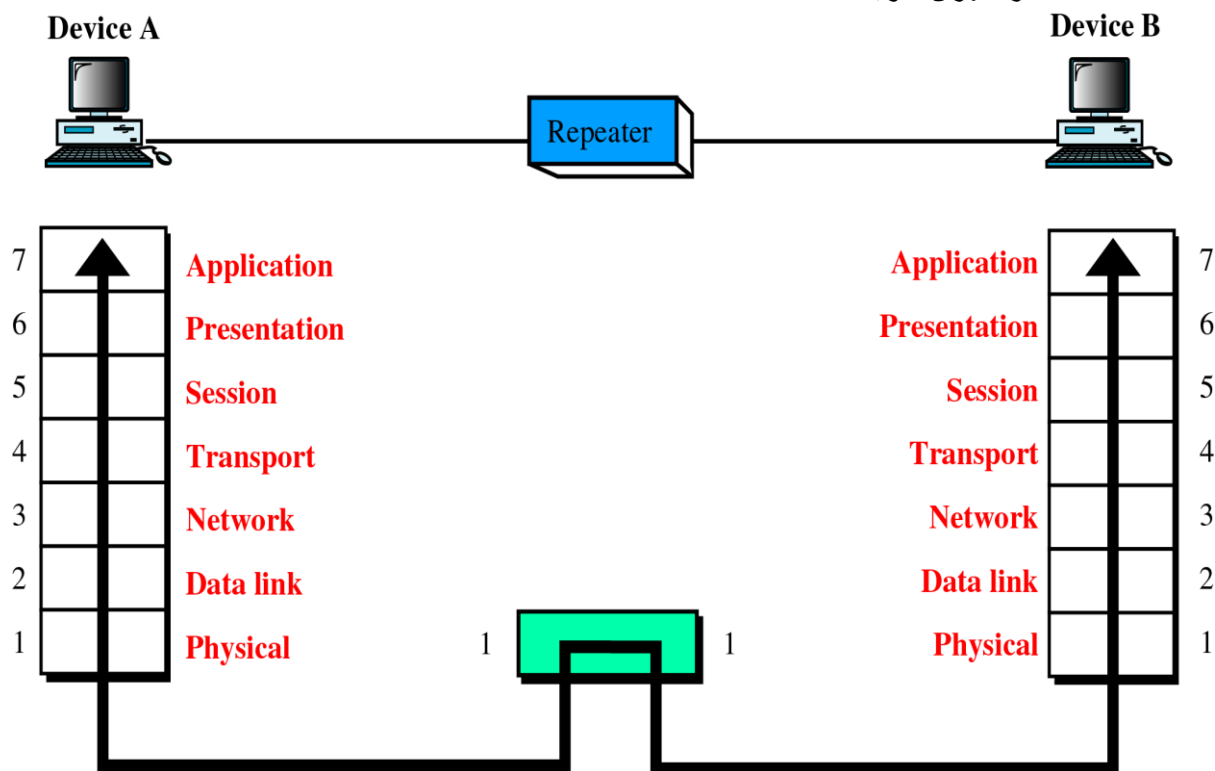 Device A
Device B
Repeater
7 Application
Application 7
6 Presentation
Presentation 6
5 Session
Session 5
4 Transport
Transport 4
3 Network
Network 3
2 Data link
Data link 2
1 Physical
1
1
Physical 1